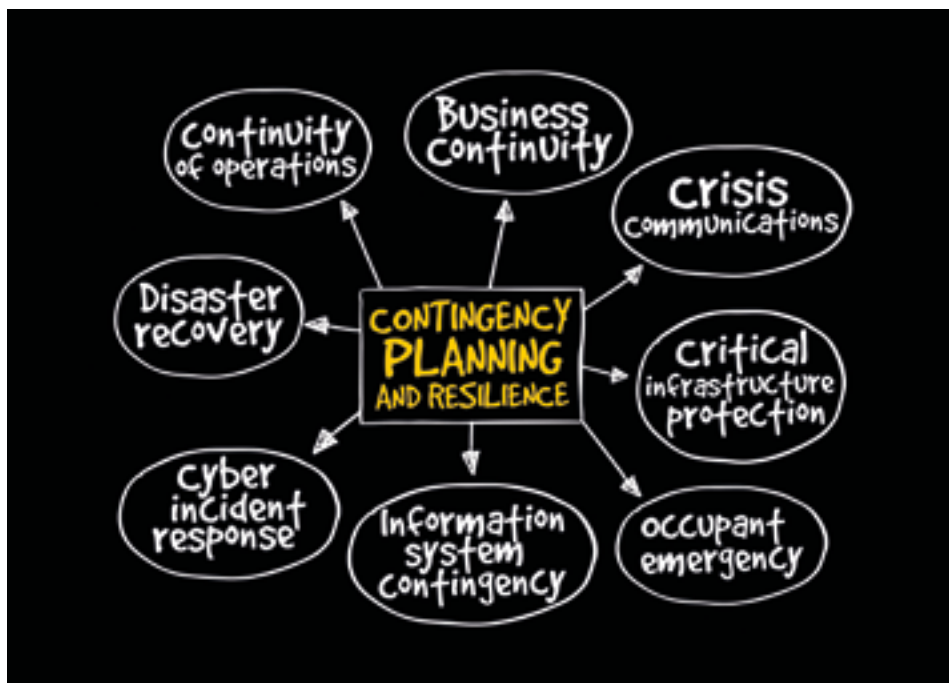 Continuity
of operations
Business
continuity
crisis
communications
Disaster
recovery
CONTINGENCY
PLANNING
AND RESILIENCE
critical
infrastructure
protection
cyber
incident
response
Information
system
contingency
occupant
emergency